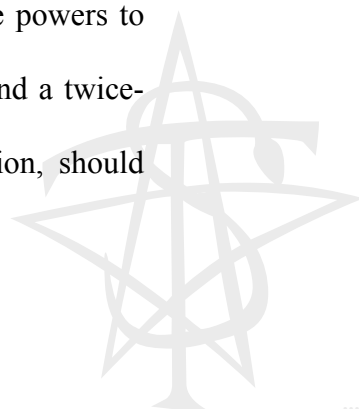 e powers to
nd a twice-
ion, should